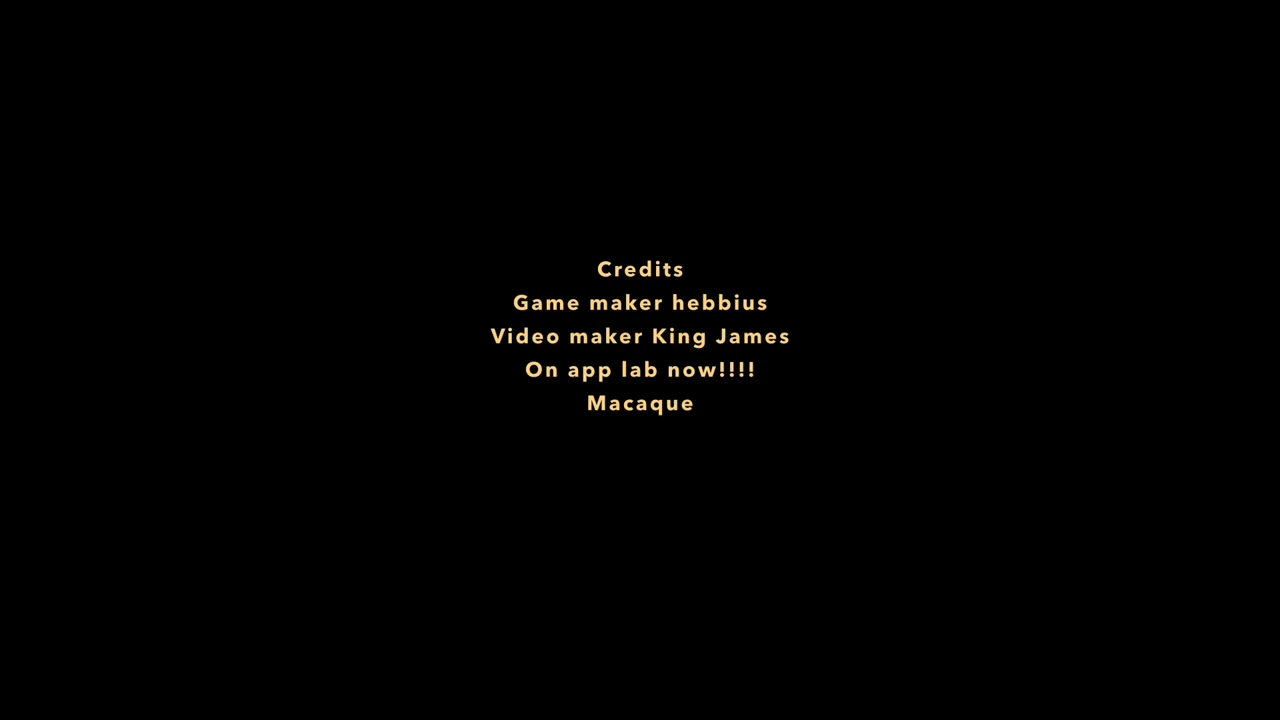 Credits
Game maker hebbius
Video maker King James
On app lab now!!!!
Macaque